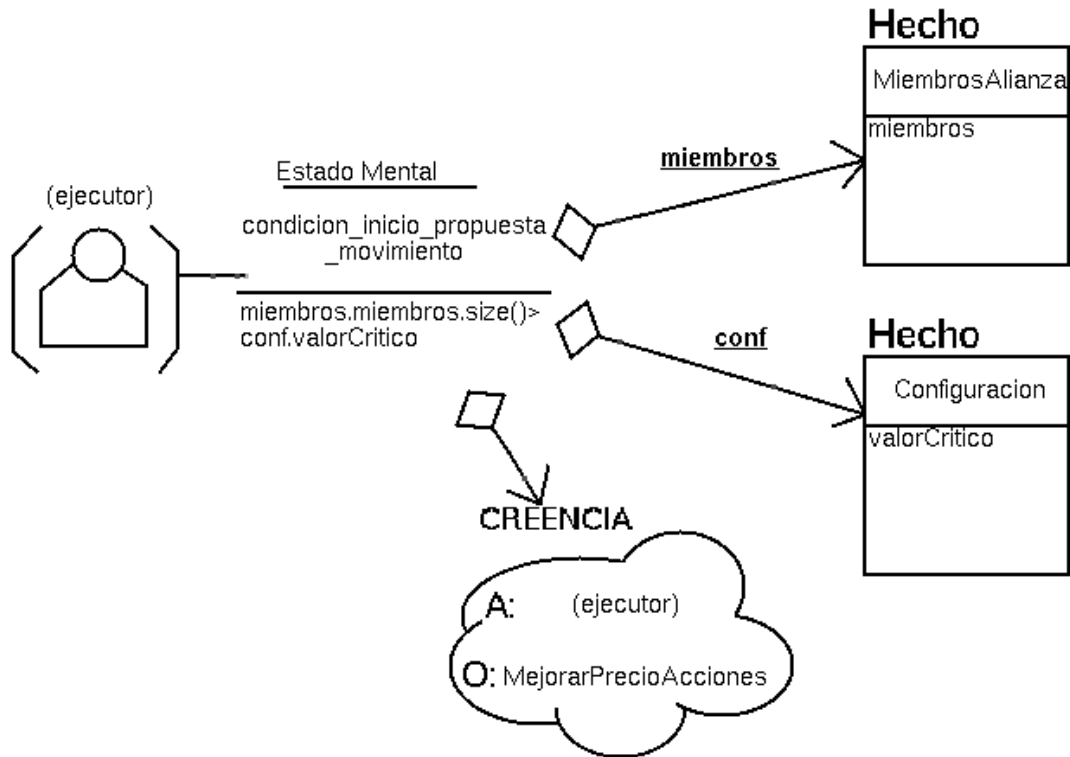 Hecho
MiembrosAlianza
miembros
miembros
Estado Mental
(ejecutor)
condicion_inicio_propuesta
_movimiento
miembros.miembros.size()>
conf.valorCritico
conf
Hecho
Configuracion
valorCritico
CREENCIA
A: (ejecutor)
O: MejorarPrecioAcciones